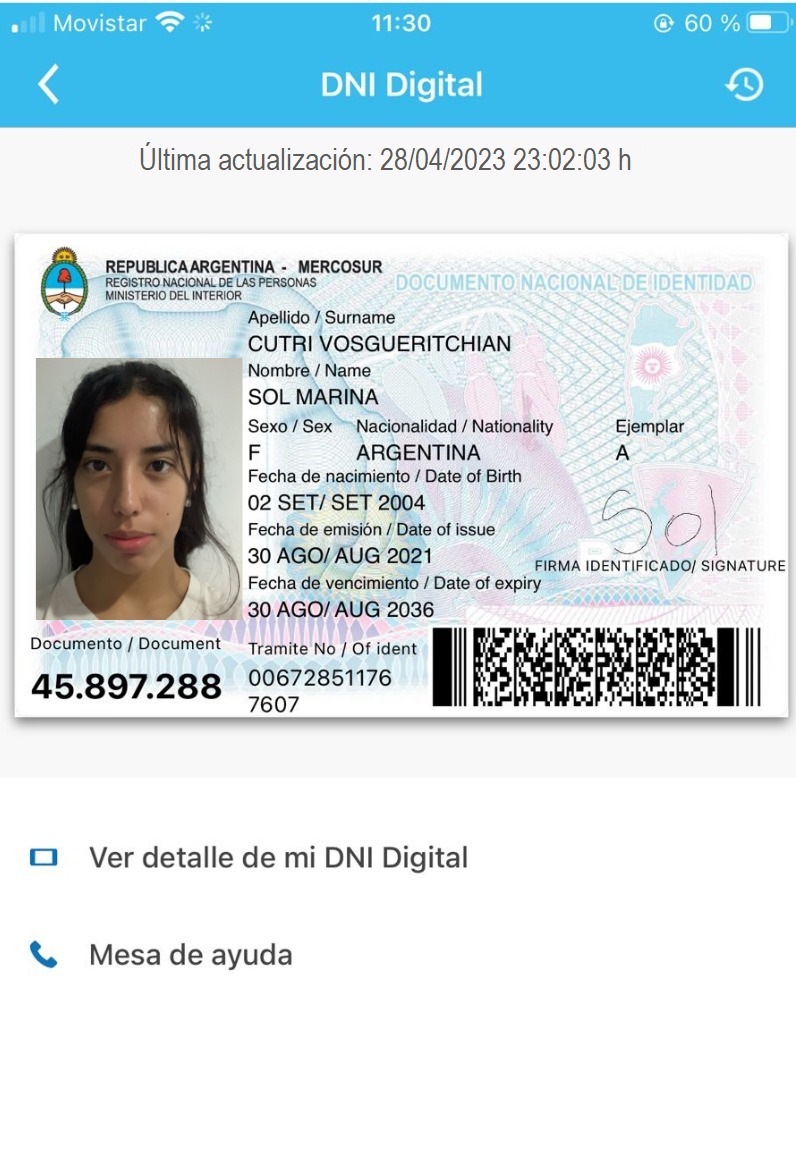 Movistar 11:30 60 %
DNI Digital
Última actualización: 28/04/2023 23:02:03 h
REPUBLICA ARGENTINA - MERCOSUR
REGISTRO NACIONAL DE LAS PERSONAS
MINISTERIO DEL INTERIOR
DOCUMENTO NACIONAL DE IDENTIDAD
Apellido / Surname
CUTRI VOSGUERITCHIAN
Nombre / Name
SOL MARINA
Sexo / Sex Nacionalidad / Nationality Ejemplar
F ARGENTINA A
Fecha de nacimiento / Date of Birth
02 SET/ SET 2004
Fecha de emisión / Date of issue
30 AGO/ AUG 2021
Sol
FIRMA IDENTIFICADO/ SIGNATURE
Fecha de vencimiento / Date of expiry
30 AGO/ AUG 2036
Documento / Document
45.897.288
Tramite No / Of ident
00672851176
7607
Ver detalle de mi DNI Digital
Mesa de ayuda